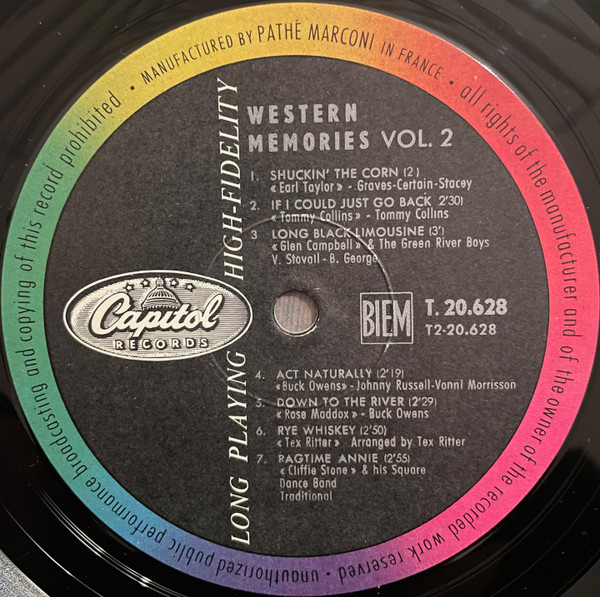 • MANUFACTURED BY PATHÉ MARCONI IN FRANCE • all rights of the manufacturer and of the owner of the recorded work reserved • unauthorized public performance broadcasting and copying of this record prohibited
LONG PLAYING HIGH-FIDELITY
WESTERN
MEMORIES VOL. 2
1. SHUCKIN' THE CORN (2')
« Earl Taylor » - Graves-Certain-Stacey
2. IF I COULD JUST GO BACK 2'30)
« Tommy Collins » - Tommy Collins
3 LONG BLACK LIMOUSINE (3')
« Glen Campbell » & The Green River Boys
V. Stovall - B. George
Capitol
RECORDS
BIEM
T. 20.628
T2-20.628
4. ACT NATURALLY (2'19)
« Buck Owens » - Johnny Russell-Vonni Morrisson
5. DOWN TO THE RIVER (2'29)
« Rose Maddox » - Buck Owens
6. RYE WHISKEY (2'50)
« Tex Ritter » Arranged by Tex Ritter
7. RAGTIME ANNIE (2'55)
« Cliffie Stone » & his Square
Dance Band
Traditional